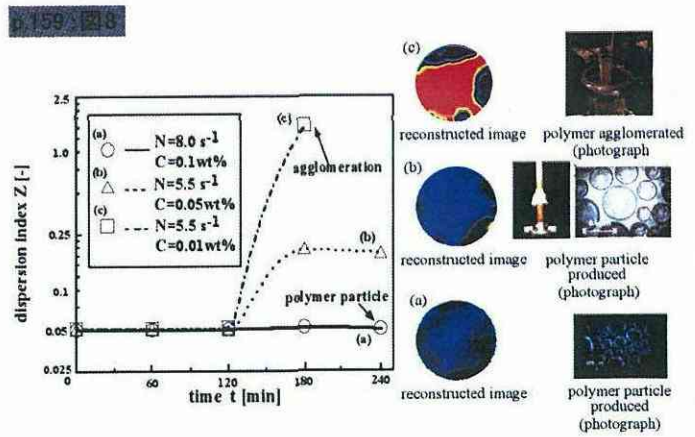 p.159 図8
2.5
1.0
0.25
0.1
0.05
0.025
dispersion index Z [-]
(a) N=8.0 s-1
C=0.1wt%
(b) N=5.5 s-1
C=0.05wt%
(c) N=5.5 s-1
C=0.01wt%
(c)
agglomeration
(b)
polymer particle
(a)
0 60 120 180 240
time t [min]
(c)
reconstructed image
polymer agglomerated
(photograph
(b)
reconstructed image
polymer particle
produced
(photograph)
(a)
reconstructed image
polymer particle
produced
(photograph)